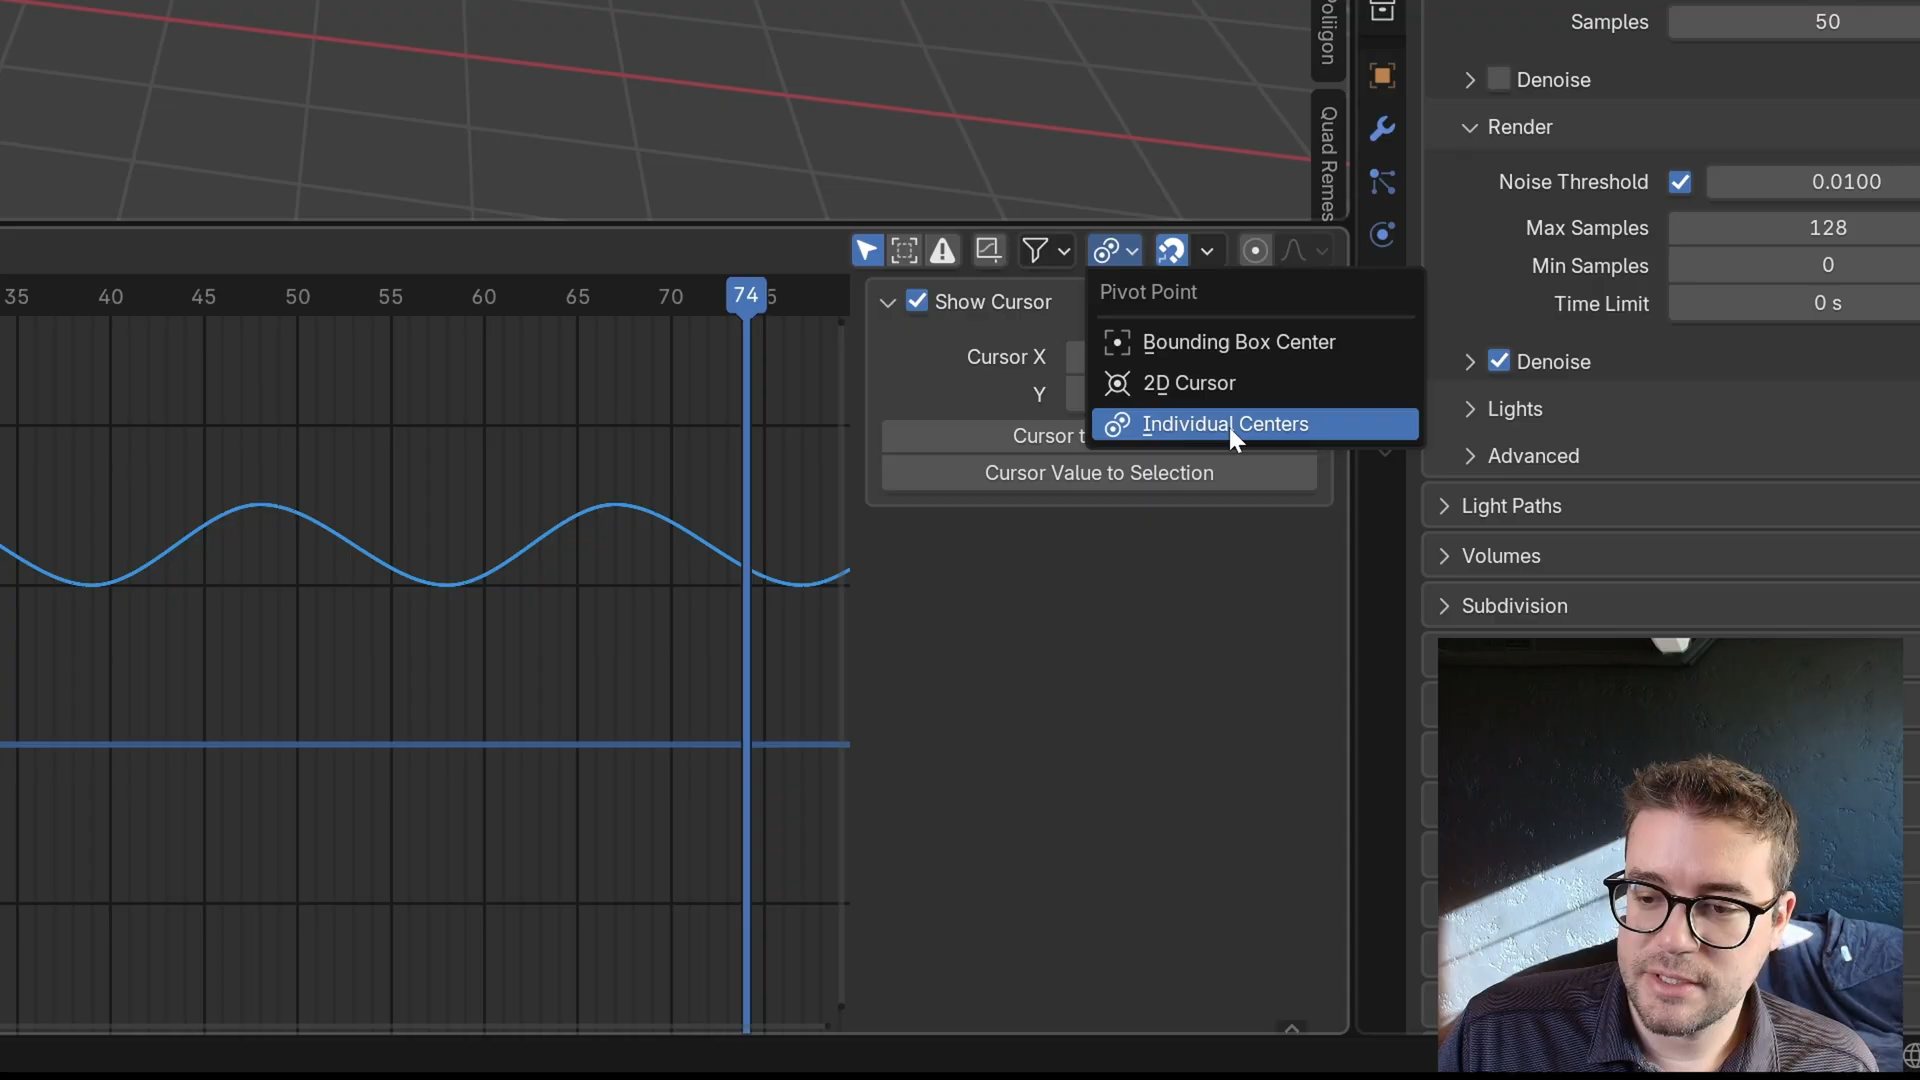 Poliigon
Quad Remes
Samples 50
Denoise
Render
Noise Threshold 0.0100
Max Samples 128
Min Samples 0
Time Limit 0 s
Denoise
Lights
Advanced
Light Paths
Volumes
Subdivision
35 40 45 50 55 60 65 70 74 5
Show Cursor
Cursor X
Y
Cursor t
Cursor Value to Selection
Pivot Point
Bounding Box Center
2D Cursor
Individual Centers